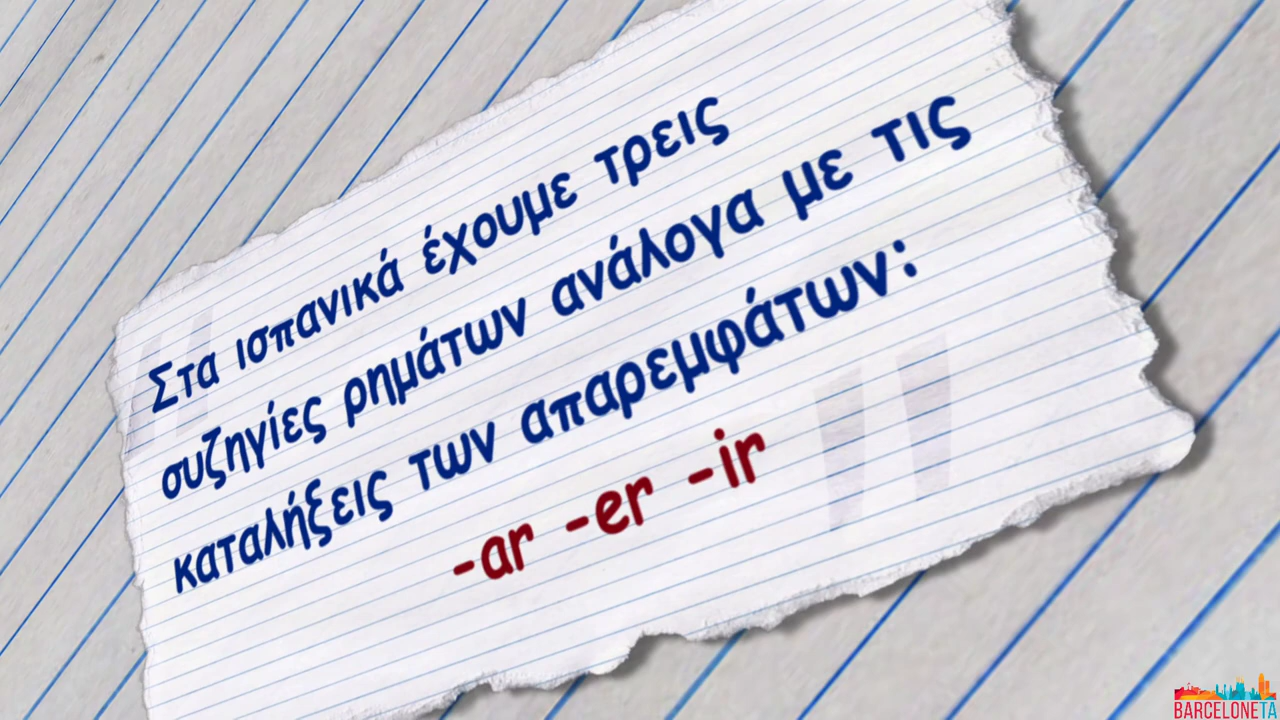 Στα ισπανικά έχουμε τρεις
συζηγίες ρημάτων ανάλογα με τις
καταλήξεις των απαρεμφάτων:
-ar -er -ir
BARCELONETA